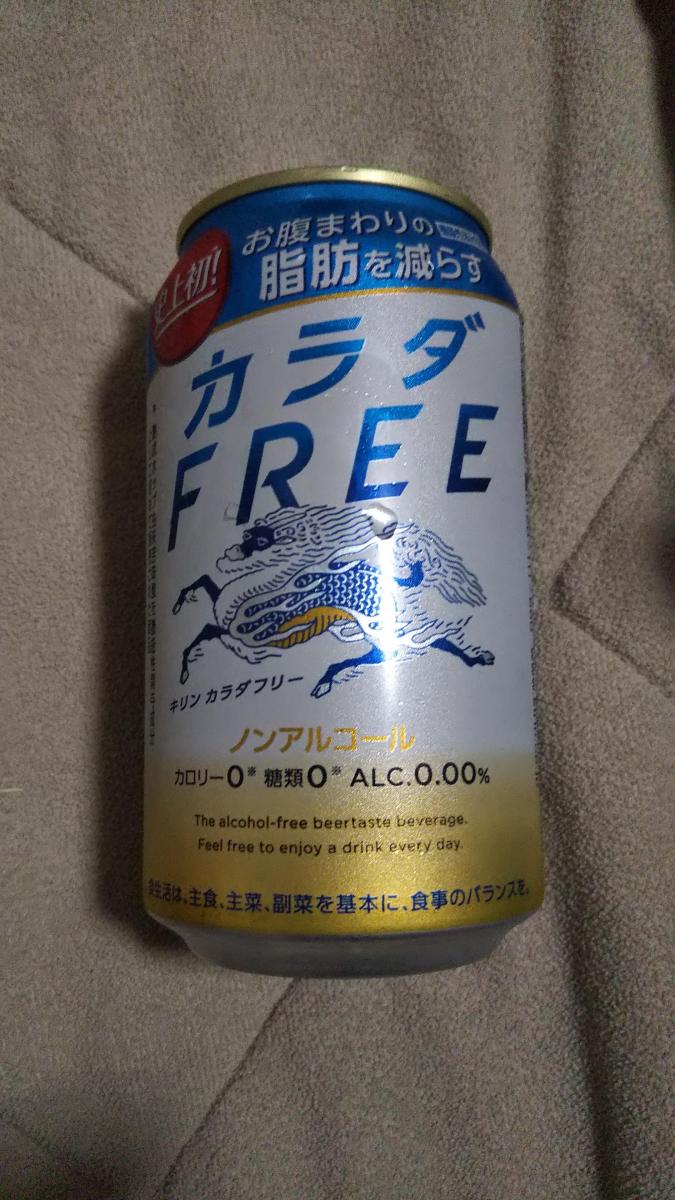 お腹まわりの
脂肪を減らす
史上初!
カラダ
FREE
キリン カラダフリー
ノンアルコール
カロリー0※ 糖類0※ ALC.0.00%
The alcohol-free beertaste beverage.
Feel free to enjoy a drink every day.
食生活は、主食、主菜、副菜を基本に、食事のバランスを。